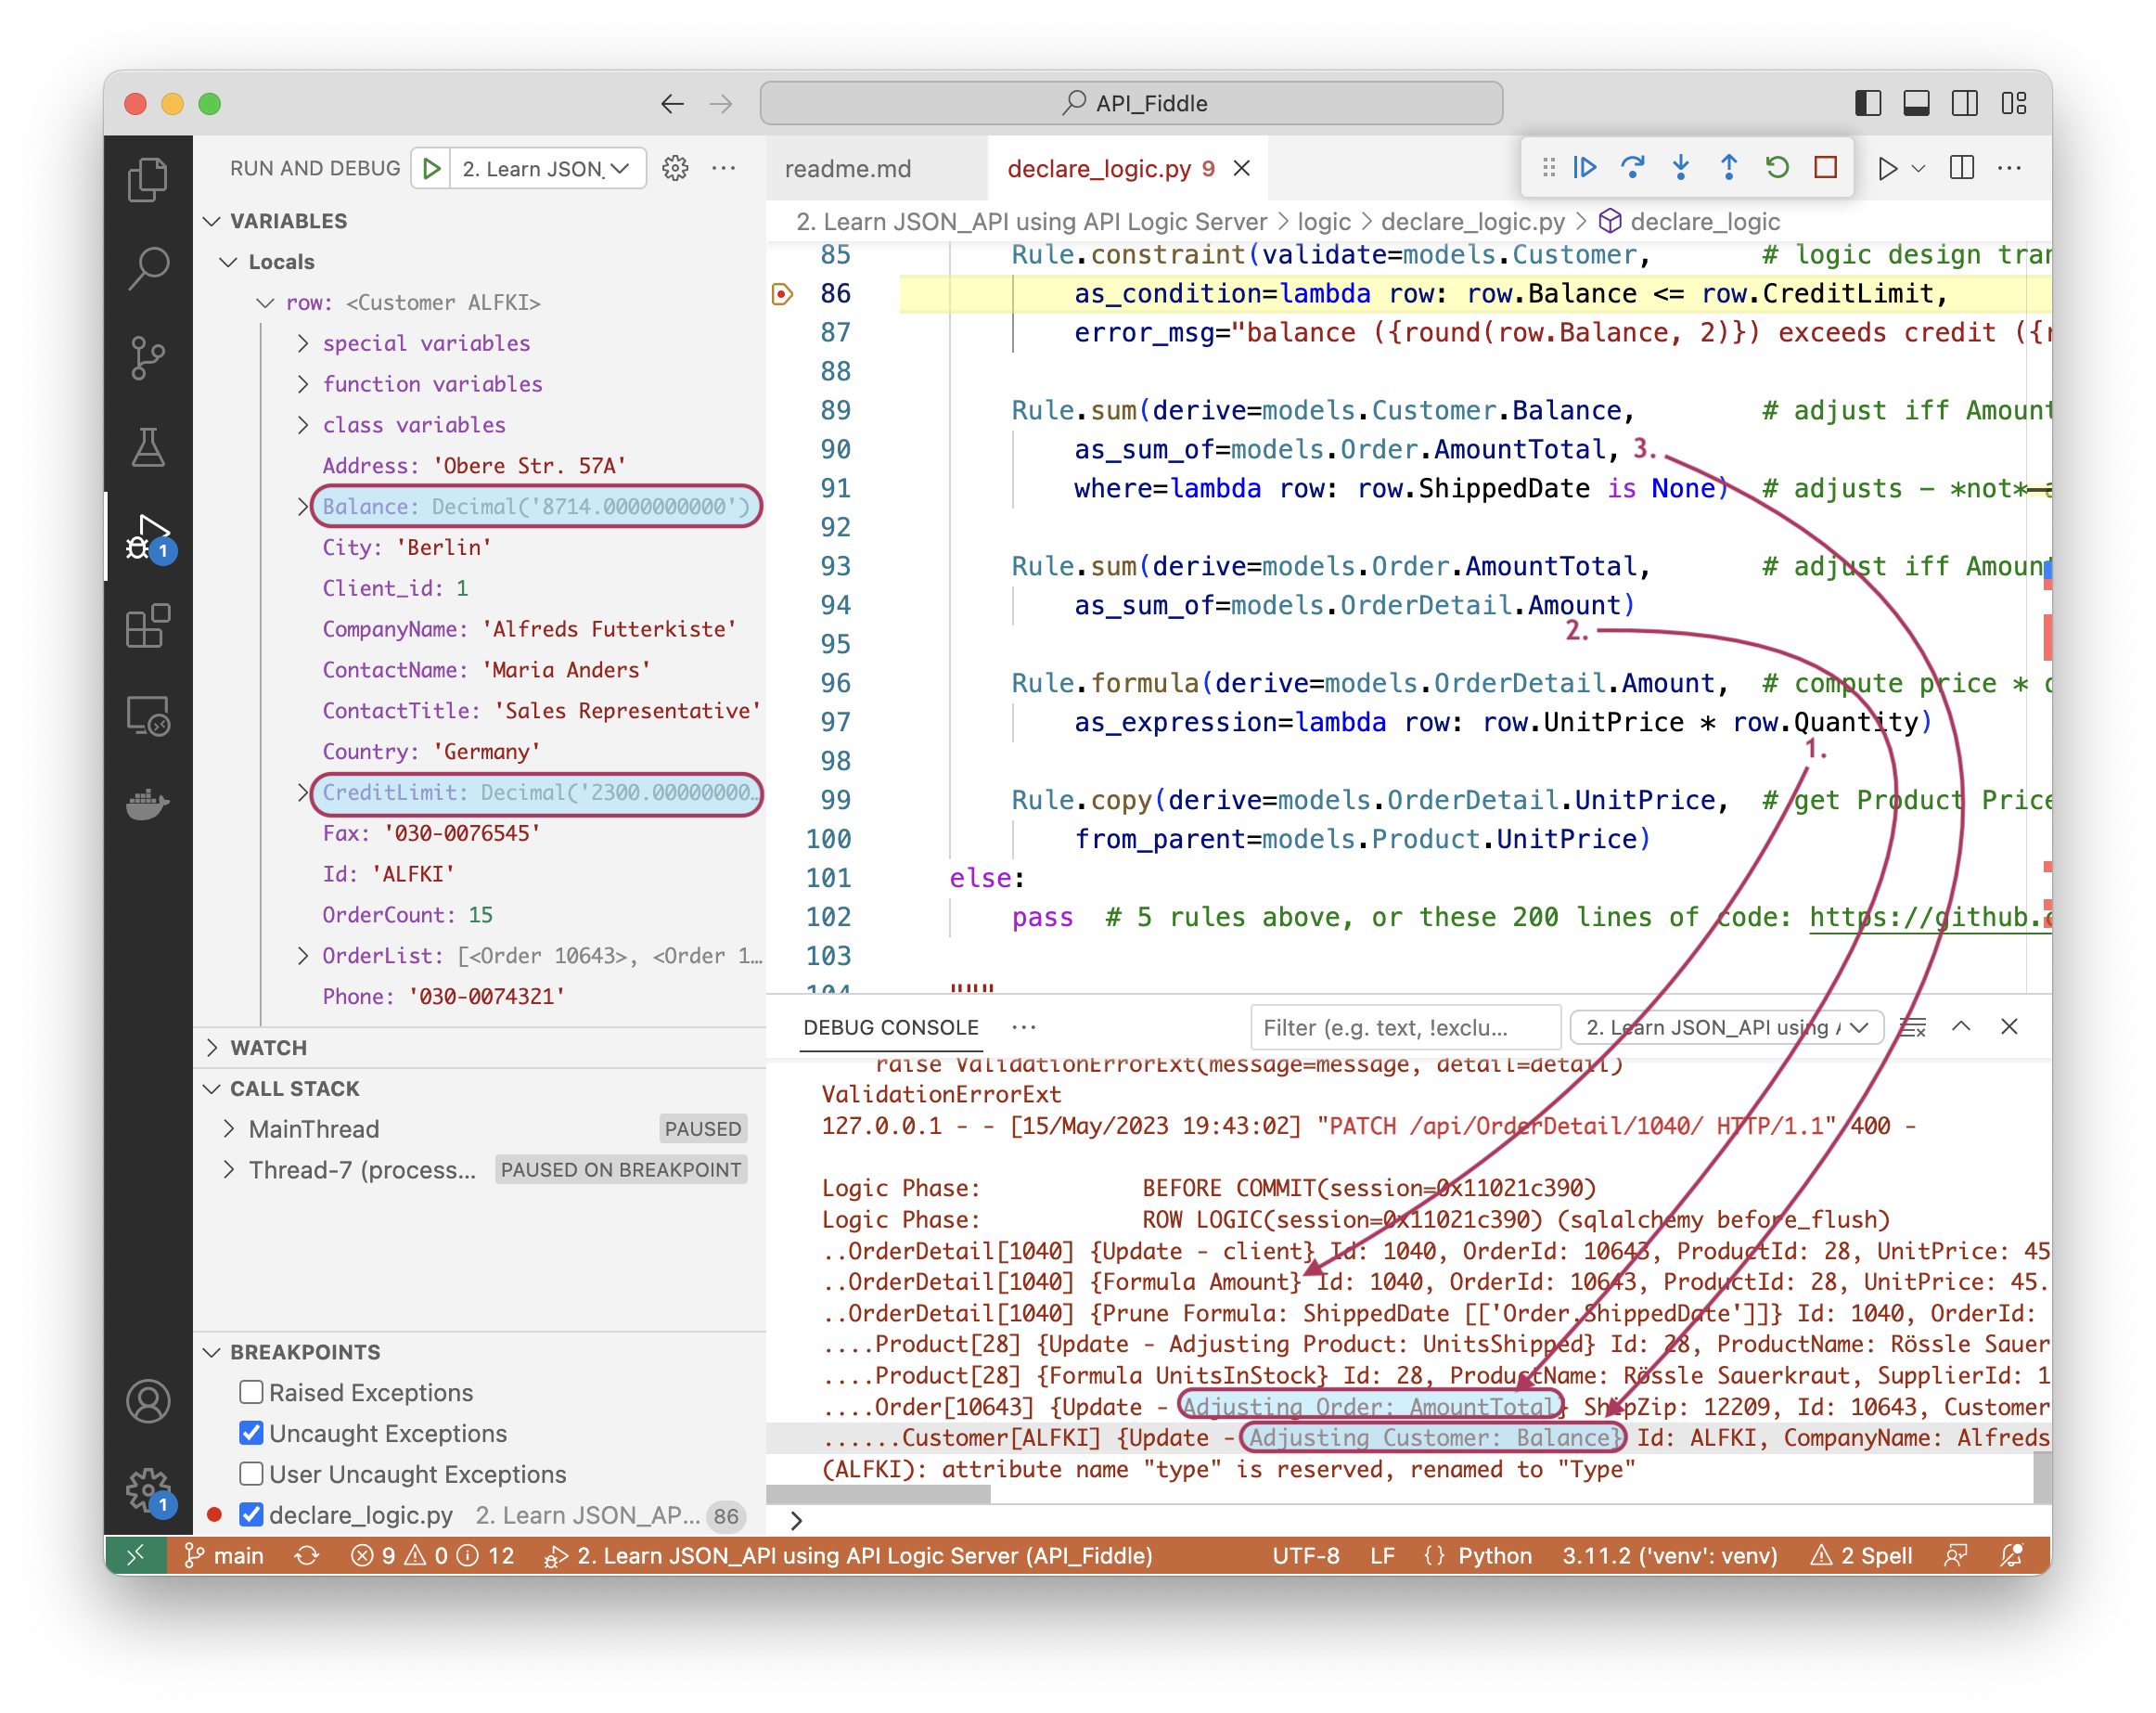 API_Fiddle
RUN AND DEBUG
2. Learn JSON_
VARIABLES
Locals
row: <Customer ALFKI>
special variables
function variables
class variables
Address: 'Obere Str. 57A'
Balance: Decimal('8714.0000000000')
City: 'Berlin'
Client_id: 1
CompanyName: 'Alfreds Futterkiste'
ContactName: 'Maria Anders'
ContactTitle: 'Sales Representative'
Country: 'Germany'
CreditLimit: Decimal('2300.00000000…
Fax: '030-0076545'
Id: 'ALFKI'
OrderCount: 15
OrderList: [<Order 10643>, <Order 1…
Phone: '030-0074321'
WATCH
CALL STACK
MainThread PAUSED
Thread-7 (process... PAUSED ON BREAKPOINT
BREAKPOINTS
Raised Exceptions
Uncaught Exceptions
User Uncaught Exceptions
declare_logic.py 2. Learn JSON_AP... 86
1
1
readme.md declare_logic.py 9
2. Learn JSON_API using API Logic Server > logic > declare_logic.py > declare_logic
85 Rule.constraint(validate=models.Customer, # logic design
86 as_condition=lambda row: row.Balance <= row.CreditLimit,
87 error_msg="balance ({round(row.Balance, 2)}) exceeds credit ({
88
89 Rule.sum(derive=models.Customer.Balance, # adjust iff Amount
90 as_sum_of=models.Order.AmountTotal, 3.
91 where=lambda row: row.ShippedDate is None) # adjusts - *not*
92
93 Rule.sum(derive=models.Order.AmountTotal, # adjust iff
94 as_sum_of=models.OrderDetail.Amount)
95 2.
96 Rule.formula(derive=models.OrderDetail.Amount, # compute price *
97 as_expression=lambda row: row.UnitPrice * row.Quantity)
98 1.
99 Rule.copy(derive=models.OrderDetail.UnitPrice, # get Product Price
100 from_parent=models.Product.UnitPrice)
101 else:
102 pass # 5 rules above, or these 200 lines of code: https://github.
103
104 """
DEBUG CONSOLE
Filter (e.g. text, !exclu...
2. Learn JSON_API using
raise ValidationErrorExt(message=message, detail=detail)
ValidationErrorExt
127.0.0.1 - - [15/May/2023 19:43:02] "PATCH /api/OrderDetail/1040/ HTTP/1.1" 400 -
Logic Phase: BEFORE COMMIT(session=0x11021c390)
Logic Phase: ROW LOGIC(session=0x11021c390) (sqlalchemy before_flush)
..OrderDetail[1040] {Update - client} Id: 1040, OrderId: 10643, ProductId: 28, UnitPrice: 45
..OrderDetail[1040] {Formula Amount} Id: 1040, OrderId: 10643, ProductId: 28, UnitPrice: 45.
..OrderDetail[1040] {Prune Formula: ShippedDate [['Order.ShippedDate']]} Id: 1040, OrderId:
....Product[28] {Update - Adjusting Product: UnitsShipped} Id: 28, ProductName: Rössle Sauer
....Product[28] {Formula UnitsInStock} Id: 28, ProductName: Rössle Sauerkraut, SupplierId: 1
....Order[10643] {Update - Adjusting Order: AmountTotal} ShipZip: 12209, Id: 10643, Customer
......Customer[ALFKI] {Update - Adjusting Customer: Balance} Id: ALFKI, CompanyName: Alfreds
(ALFKI): attribute name "type" is reserved, renamed to "Type"
>
main 9 0 12 2. Learn JSON_API using API Logic Server (API_Fiddle) UTF-8 LF {} Python 3.11.2 ('venv': venv) 2 Spell